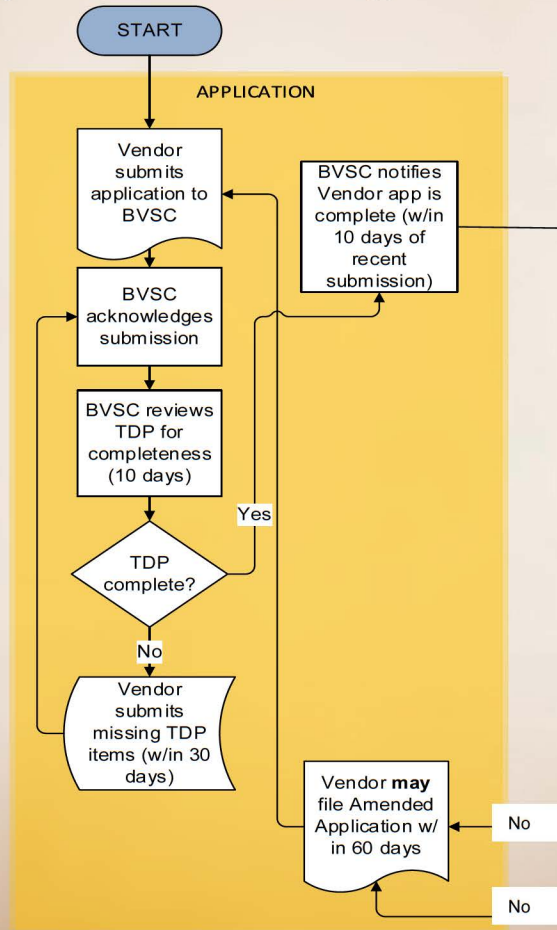 START
APPLICATION
Vendor
submits
application to
BVSC
BVSC notifies
Vendor app is
complete (w/in
10 days of
recent
submission)
BVSC
acknowledges
submission
BVSC reviews
TDP for
completeness
(10 days)
Yes
TDP
complete?
No
Vendor
submits
missing TDP
items (w/in 30
days)
Vendor may
file Amended
Application w/
in 60 days
No
No